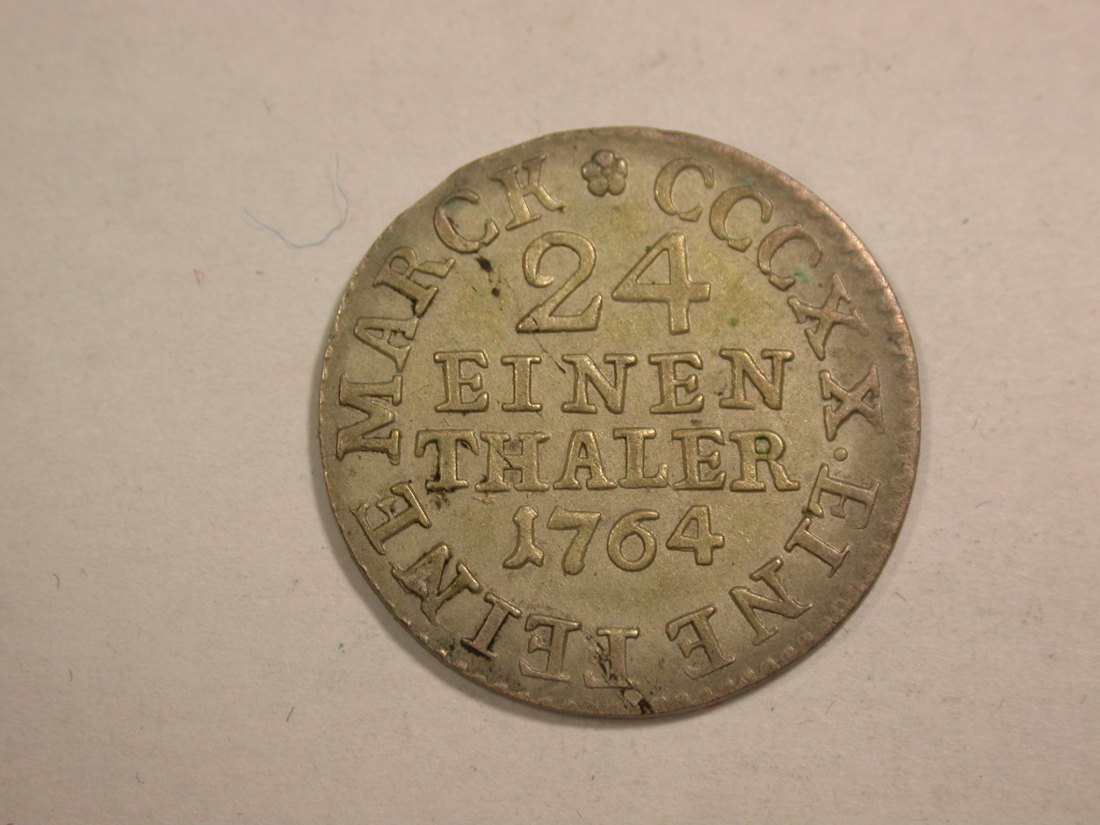 CCCXX · EINE FEINE MARCK
24
EINEN
THALER
1764